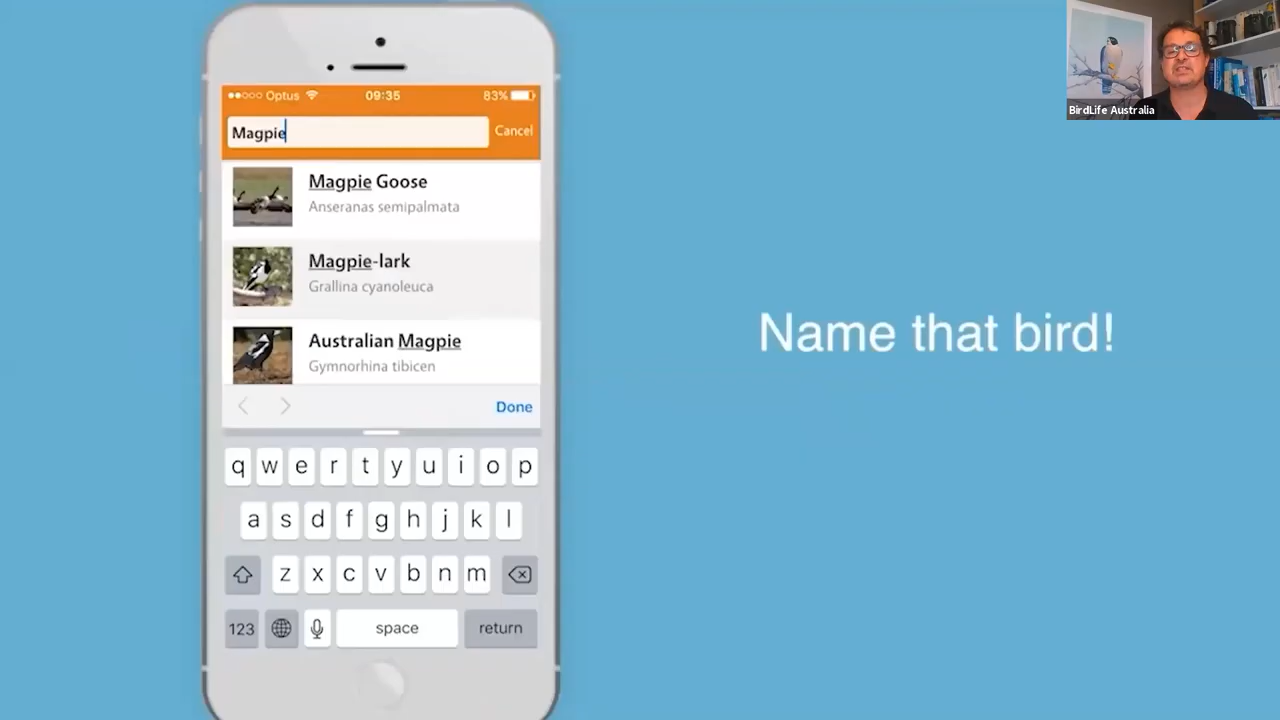 Optus 09:35 83%
Magpie Cancel
Magpie Goose
Anseranas semipalmata
Magpie-lark
Grallina cyanoleuca
Australian Magpie
Gymnorhina tibicen
Done
q w e r t y u i o p
a s d f g h j k l
z x c v b n m
123 space return
Name that bird!
BirdLife Australia